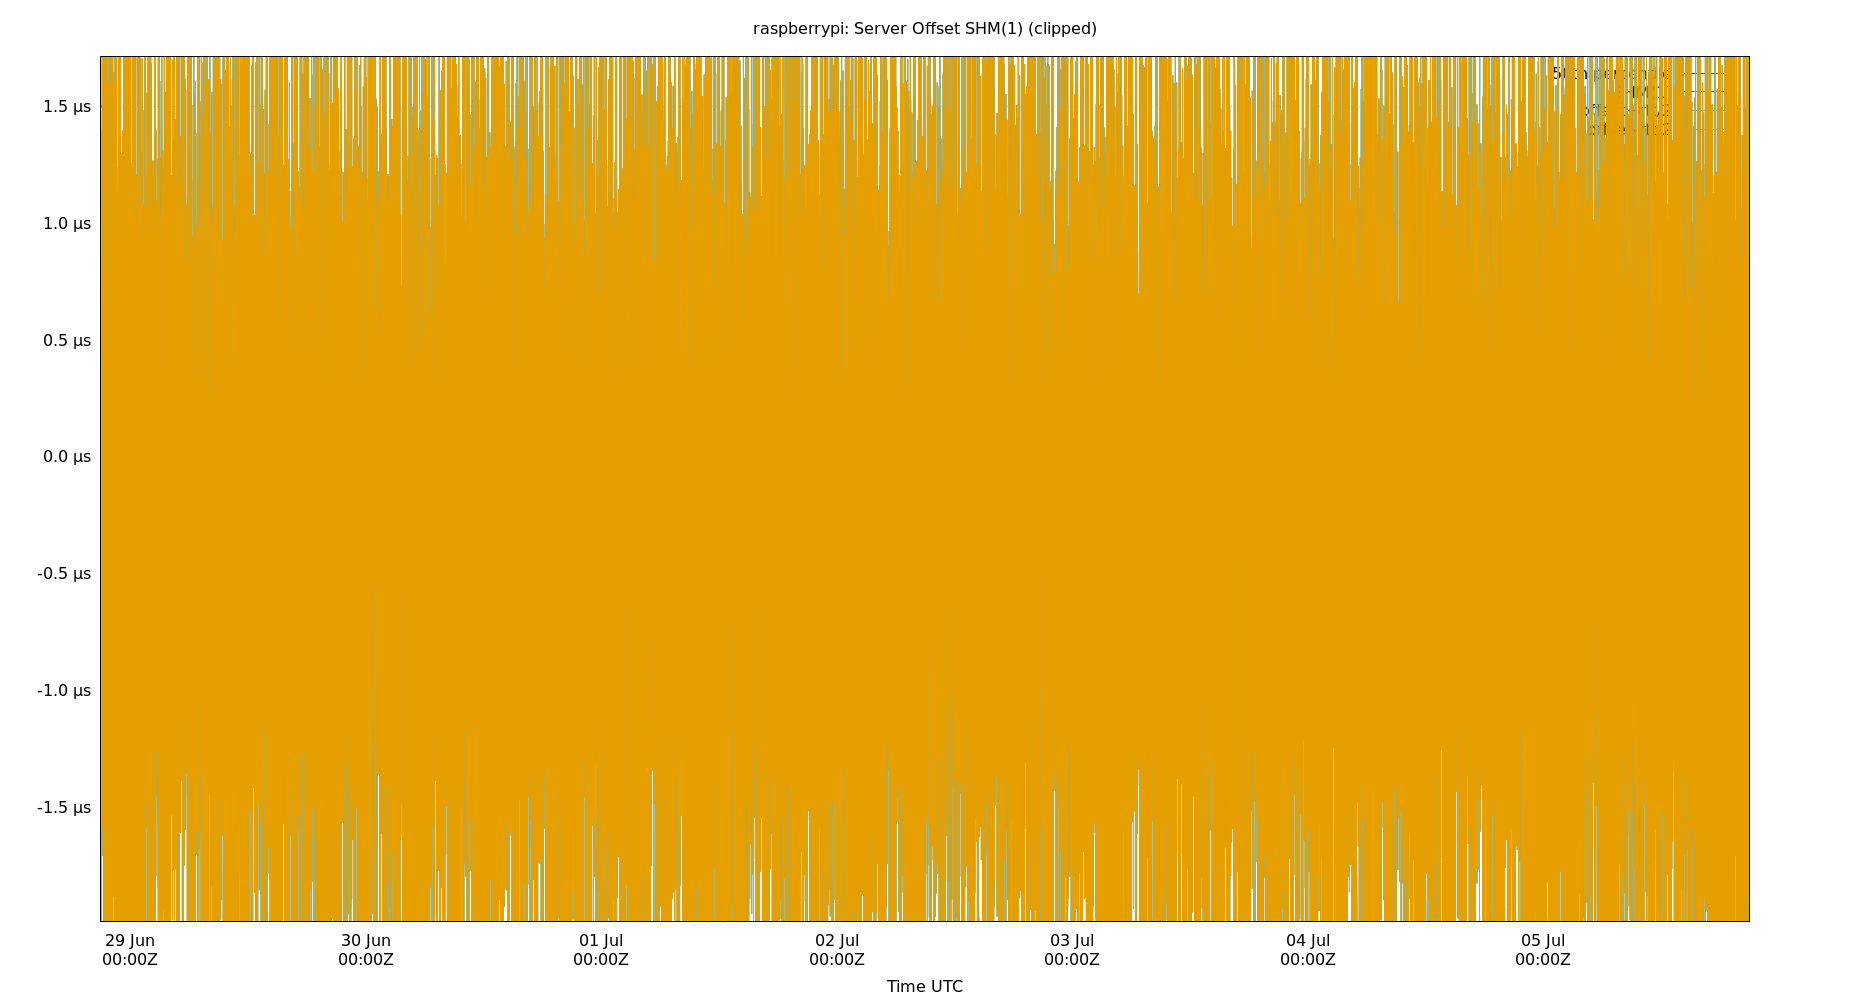 raspberrypi: Server Offset SHM(1) (clipped)
1.5 µs
1.0 µs
0.5 µs
0.0 µs
-0.5 µs
-1.0 µs
-1.5 µs
29 Jun 30 Jun 01 Jul 02 Jul 03 Jul 04 Jul 05 Jul
00:00Z 00:00Z 00:00Z 00:00Z 00:00Z 00:00Z 00:00Z
Time UTC